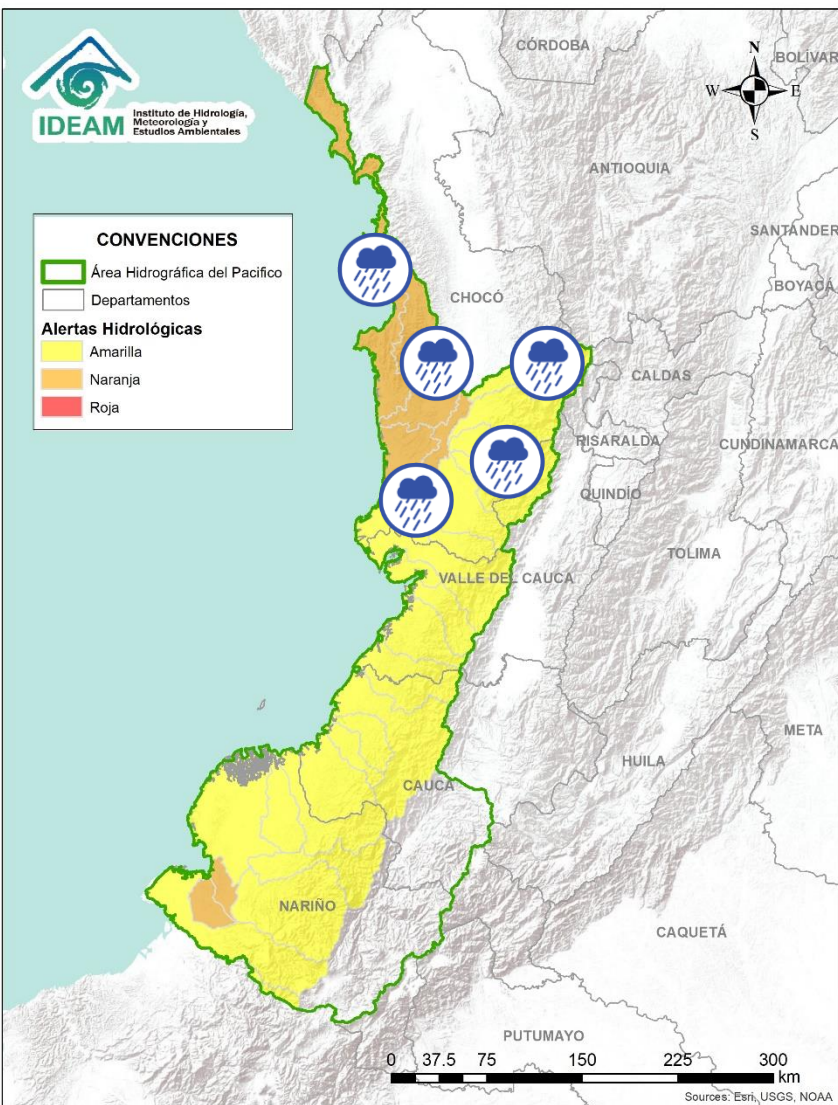 IDEAM
Instituto de Hidrología,
Meteorología y
Estudios Ambientales
CÓRDOBA
N
BOLÍVAR
W
E
S
ANTIOQUIA
CONVENCIONES
Área Hidrográfica del Pacifico
Departamentos
Alertas Hidrológicas
Amarilla
Naranja
Roja
SANTANDER
BOYACÁ
CHOCÓ
CALDAS
RISARALDA
CUNDINAMARCA
QUINDÍO
TOLIMA
VALLE DEL CAUCA
META
HUILA
CAUCA
NARIÑO
CAQUETÁ
PUTUMAYO
0 37.5 75 150 225 300
km
Sources: Esri, USGS, NOAA